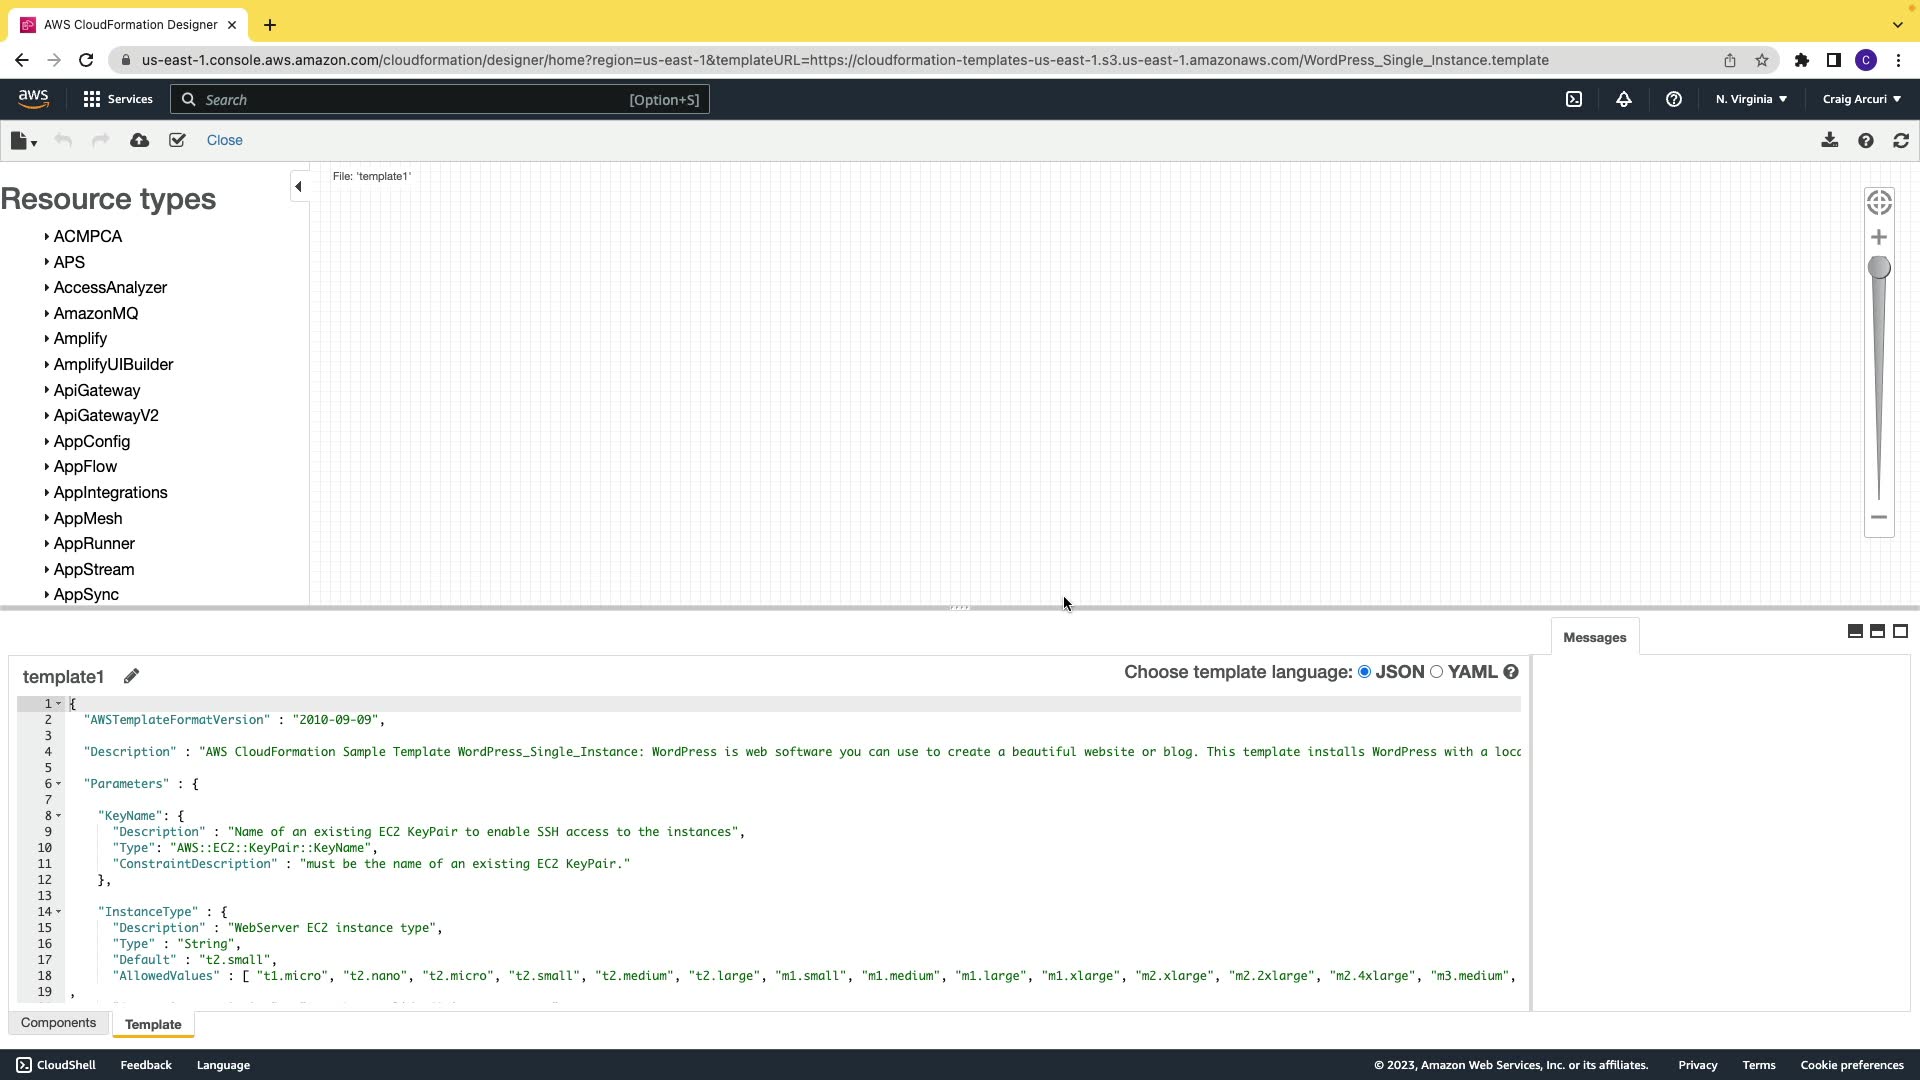 AWS CloudFormation Designer
us-east-1.console.aws.amazon.com/cloudformation/designer/home?region=us-east-1&templateURL=https://cloudformation-templates-us-east-1.s3.us-east-1.amazonaws.com/WordPress_Single_Instance.template
C
aws
Services
Search
[Option+S]
N. Virginia
Craig Arcuri
Close
Resource types
File: 'template1'
ACMPCA
APS
AccessAnalyzer
AmazonMQ
Amplify
AmplifyUIBuilder
ApiGateway
ApiGatewayV2
AppConfig
AppFlow
AppIntegrations
AppMesh
AppRunner
AppStream
AppSync
Messages
template1
Choose template language: JSON YAML
1 {
2 "AWSTemplateFormatVersion" : "2010-09-09",
3
4 "Description" : "AWS CloudFormation Sample Template WordPress_Single_Instance: WordPress is web software you can use to create a beautiful website or blog. This template installs WordPress with a loca
5
6 "Parameters" : {
7
8 "KeyName": {
9 "Description" : "Name of an existing EC2 KeyPair to enable SSH access to the instances",
10 "Type": "AWS::EC2::KeyPair::KeyName",
11 "ConstraintDescription" : "must be the name of an existing EC2 KeyPair."
12 },
13
14 "InstanceType" : {
15 "Description" : "WebServer EC2 instance type",
16 "Type" : "String",
17 "Default" : "t2.small",
18 "AllowedValues" : [ "t1.micro", "t2.nano", "t2.micro", "t2.small", "t2.medium", "t2.large", "m1.small", "m1.medium", "m1.large", "m1.xlarge", "m2.xlarge", "m2.2xlarge", "m2.4xlarge", "m3.medium",
19 ,
Components
Template
CloudShell
Feedback
Language
© 2023, Amazon Web Services, Inc. or its affiliates.
Privacy
Terms
Cookie preferences